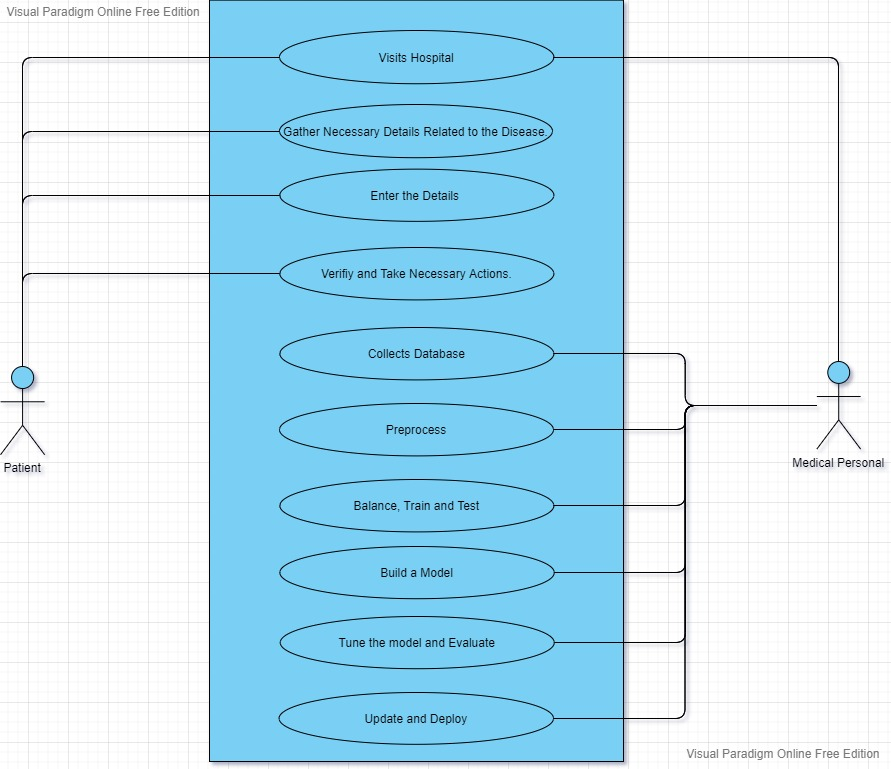 Visual Paradigm Online Free Edition
Visits Hospital
Gather Necessary Details Related to the Disease.
Enter the Details
Verifiy and Take Necessary Actions.
Collects Database
Preprocess
Patient
Medical Personal
Balance, Train and Test
Build a Model
Tune the model and Evaluate
Update and Deploy
Visual Paradigm Online Free Edition